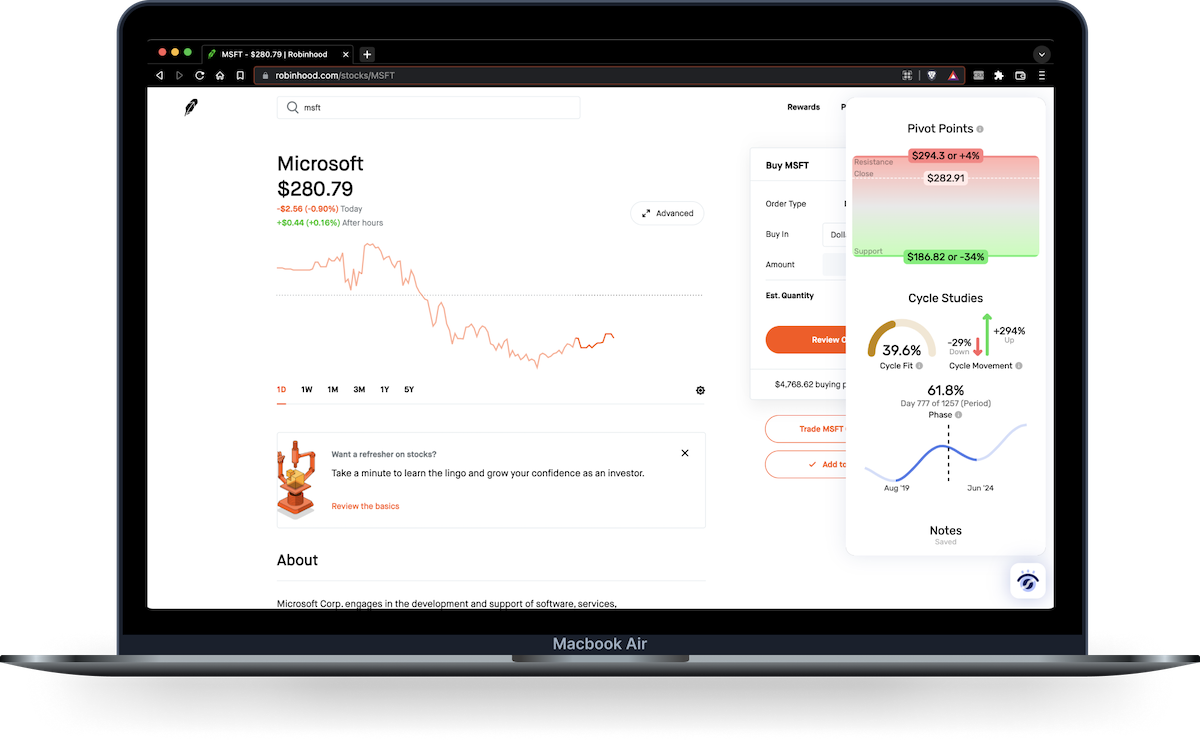 MSFT - $280.79 | Robinhood
robinhood.com/stocks/MSFT
msft
Rewards
P
Microsoft
$280.79
-$2.56 (-0.90%) Today
+$0.44 (+0.16%) After hours
Advanced
1D 1W 1M 3M 1Y 5Y
Want a refresher on stocks?
Take a minute to learn the lingo and grow your confidence as an investor.
Review the basics
About
Microsoft Corp. engages in the development and support of software, services,
Buy MSFT
Order Type
Buy In
Doll
Amount
Est. Quantity
Review O
$4,768.62 buying p
Trade MSFT
Add to
Pivot Points
$294.3 or +4%
Resistance
Close
$282.91
Support
$186.82 or -34%
Cycle Studies
39.6%
Cycle Fit
-29%
Down
+294%
Up
Cycle Movement
61.8%
Day 777 of 1257 (Period)
Phase
Aug '19
Jun '24
Notes
Saved
Macbook Air